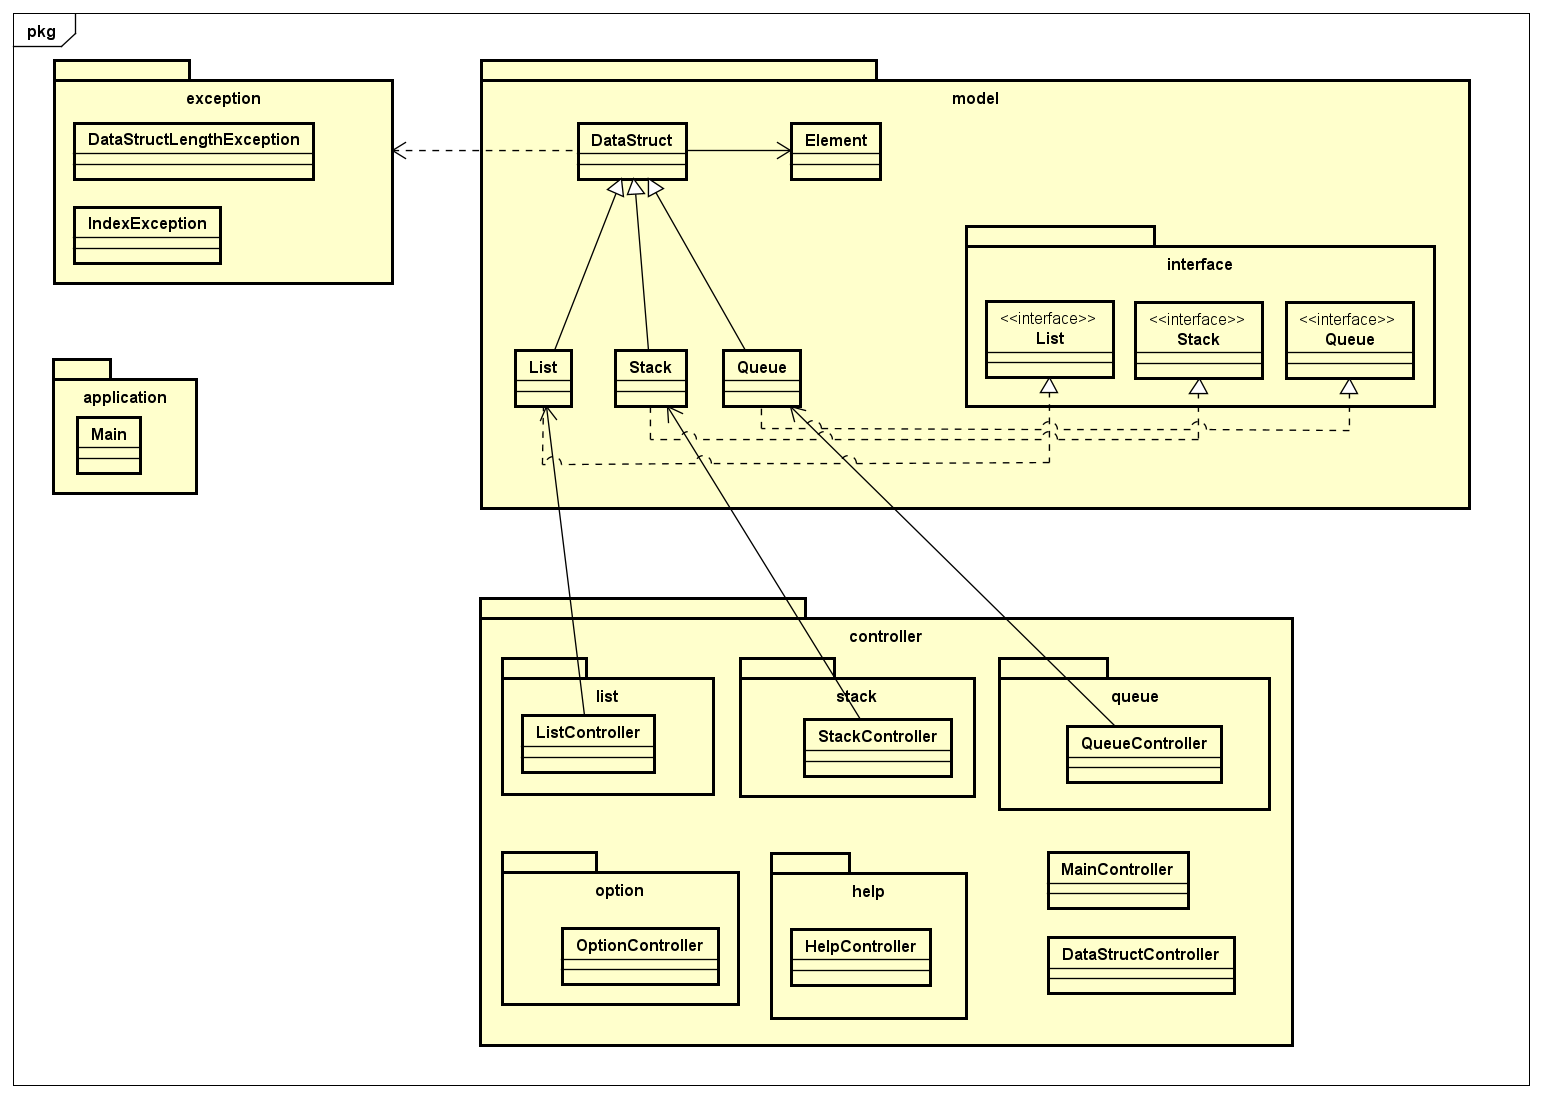 pkg
exception
DataStructLengthException
IndexException
application
Main
model
DataStruct
Element
interface
<<interface>>
List
<<interface>>
Stack
<<interface>>
Queue
List
Stack
Queue
controller
list
ListController
stack
StackController
queue
QueueController
option
OptionController
help
HelpController
MainController
DataStructController